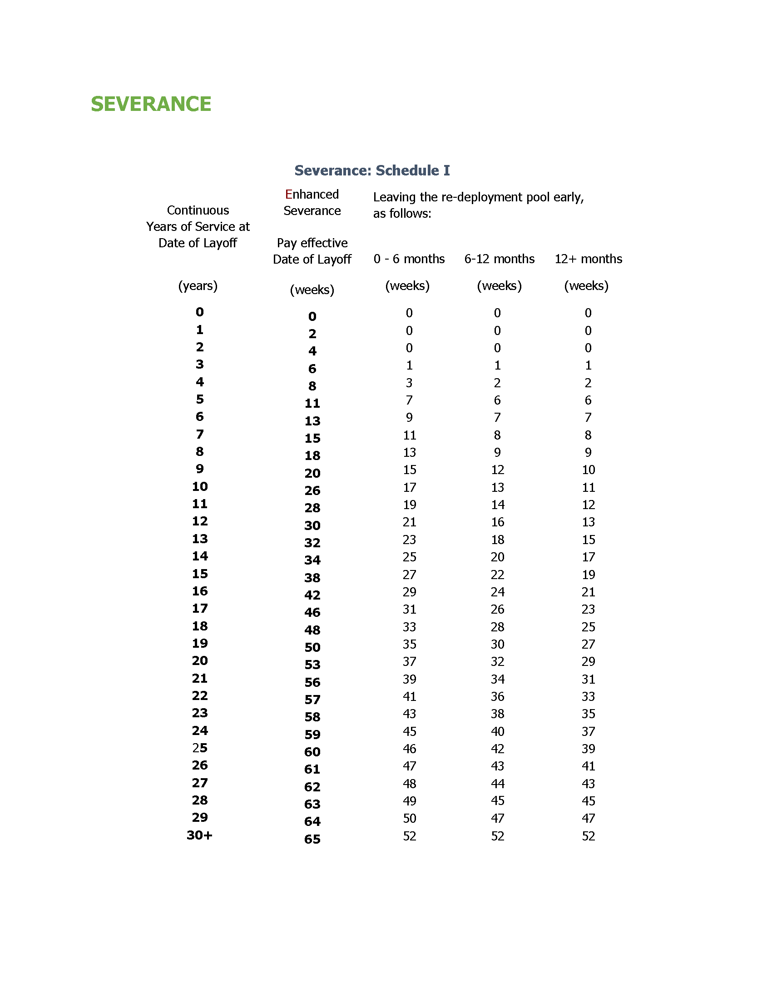 SEVERANCE
Severance: Schedule I
Continuous
Years of Service at
Date of Layoff
Enhanced
Severance
Pay effective
Date of Layoff
Leaving the re-deployment pool early,
as follows:
0 - 6 months 6-12 months 12+ months
(years) (weeks) (weeks) (weeks) (weeks)
0 0 0 0 0
1 2 0 0 0
2 4 0 0 0
3 6 1 1 1
4 8 3 2 2
5 11 7 6 6
6 13 9 7 7
7 15 11 8 8
8 18 13 9 9
9 20 15 12 10
10 26 17 13 11
11 28 19 14 12
12 30 21 16 13
13 32 23 18 15
14 34 25 20 17
15 38 27 22 19
16 42 29 24 21
17 46 31 26 23
18 48 33 28 25
19 50 35 30 27
20 53 37 32 29
21 56 39 34 31
22 57 41 36 33
23 58 43 38 35
24 59 45 40 37
25 60 46 42 39
26 61 47 43 41
27 62 48 44 43
28 63 49 45 45
29 64 50 47 47
30+ 65 52 52 52